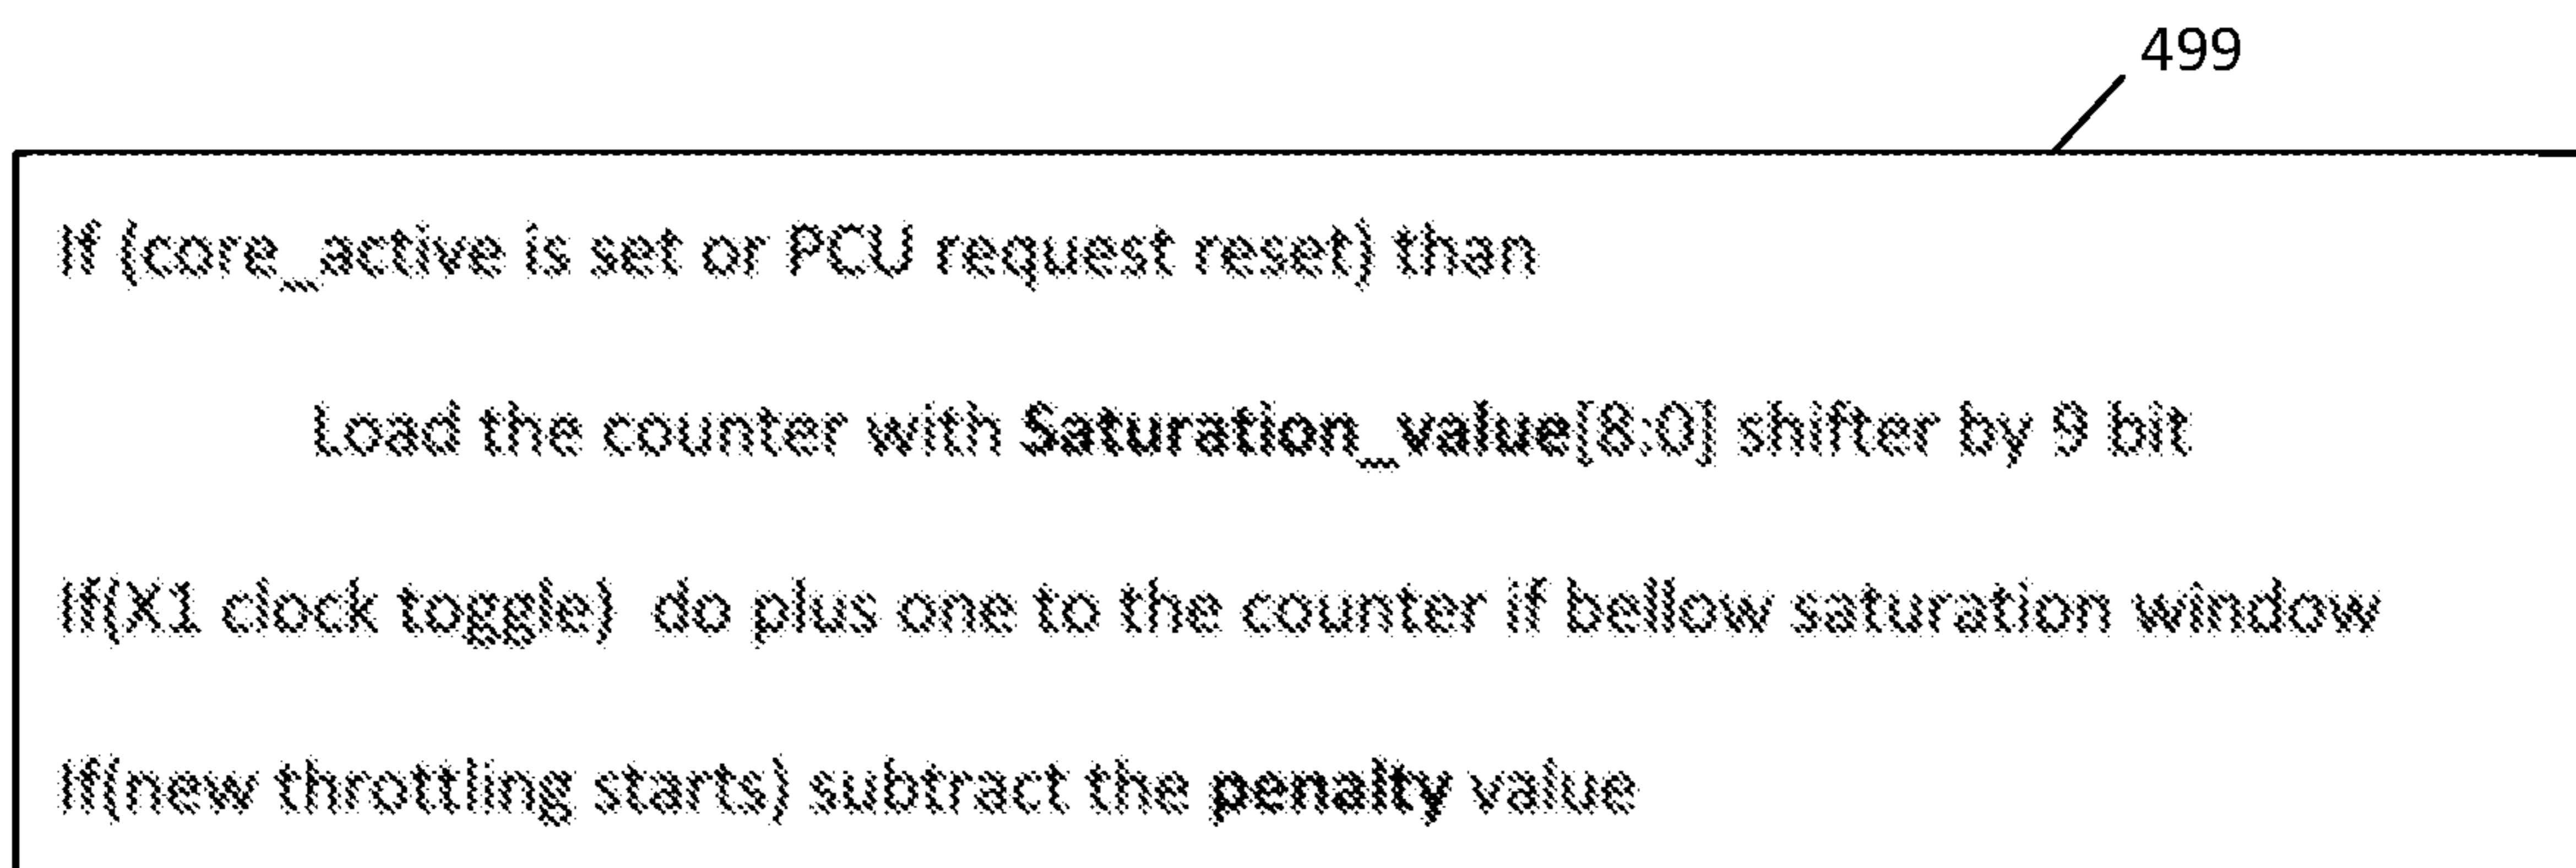 499
If (core_active is set or PCU request reset) than
Load the counter with Saturation_value[8:0] shifter by 9 bit
If(X1 clock toggle)  do plus one to the counter if bellow saturation window
If(new throttling starts) subtract the penalty value